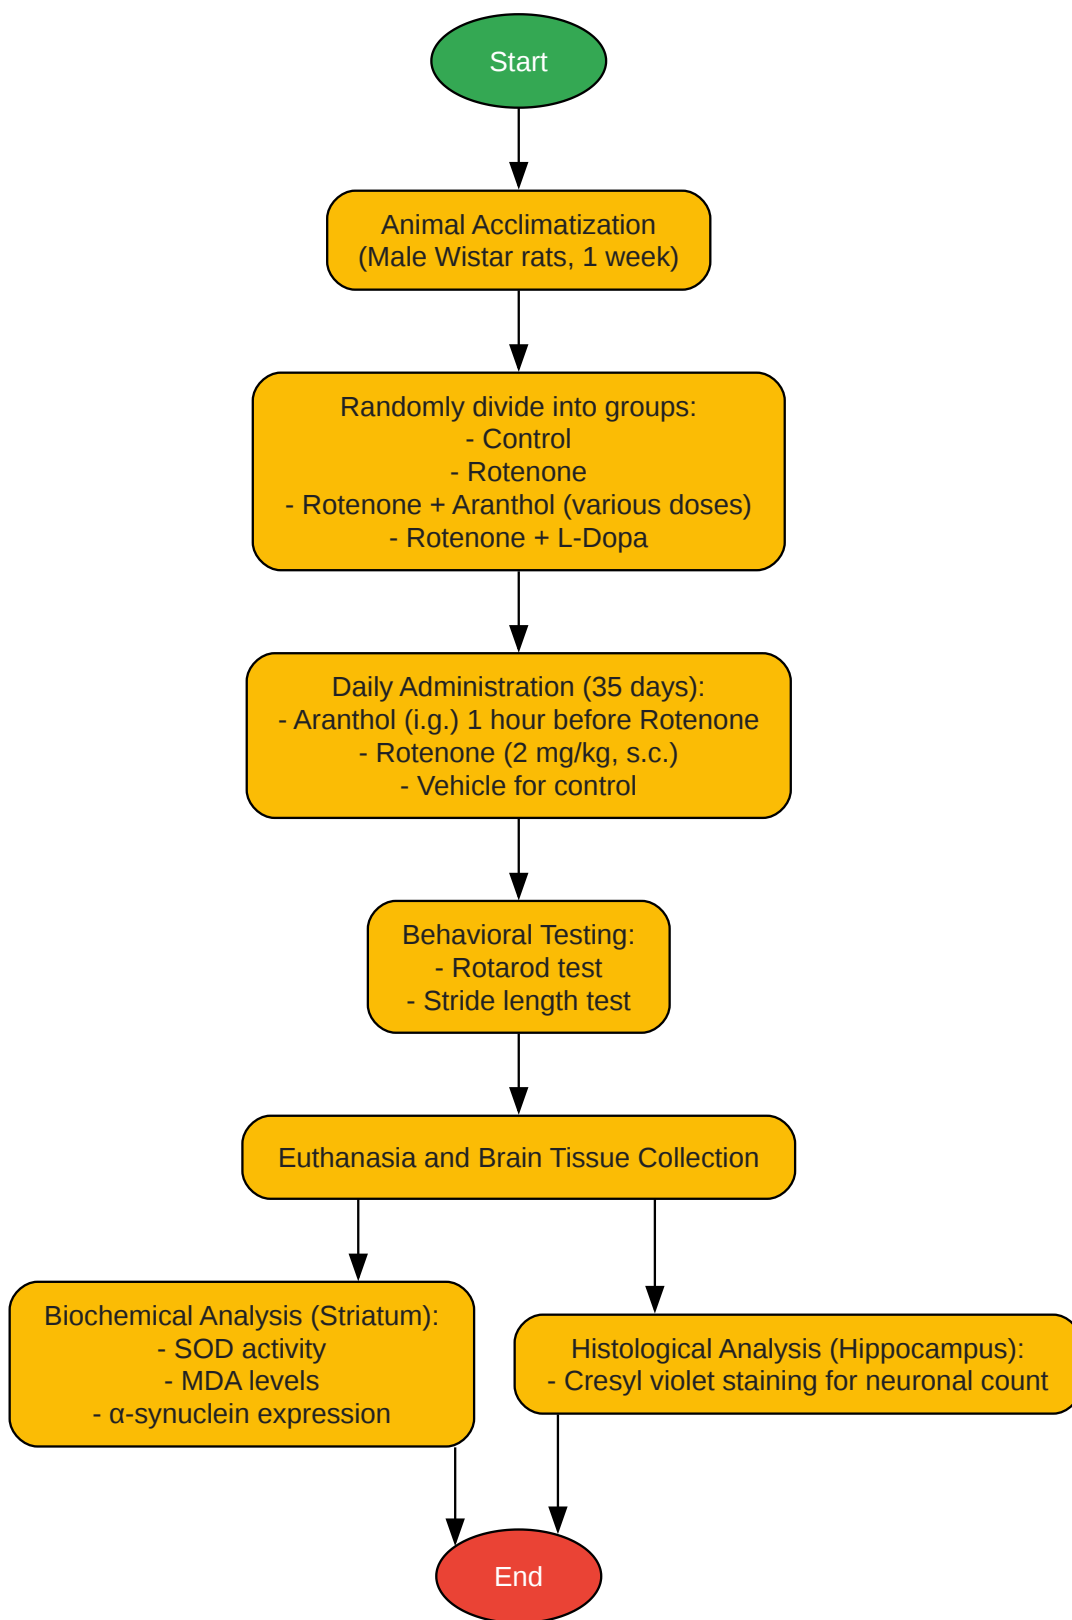 Start
Animal Acclimatization
(Male Wistar rats, 1 week)
Randomly divide into groups:
- Control
- Rotenone
- Rotenone + Aranthol (various doses)
- Rotenone + L-Dopa
Daily Administration (35 days):
- Aranthol (i.g.) 1 hour before Rotenone
- Rotenone (2 mg/kg, s.c.)
- Vehicle for control
Behavioral Testing:
- Rotarod test
- Stride length test
Euthanasia and Brain Tissue Collection
Biochemical Analysis (Striatum):
- SOD activity
- MDA levels
- α-synuclein expression
Histological Analysis (Hippocampus):
- Cresyl violet staining for neuronal count
End